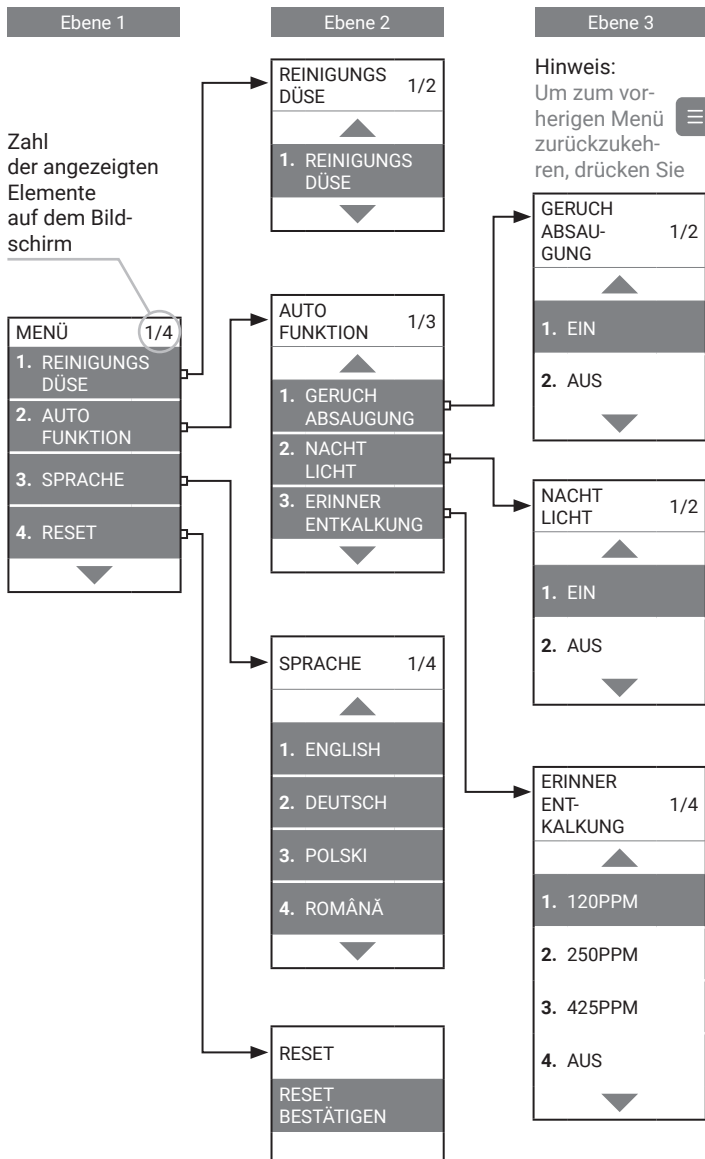 Ebene 1
Ebene 2
Ebene 3
Zahl
der angezeigten
Elemente
auf dem Bild-
schirm
MENÜ 1/4
1. REINIGUNGS
DÜSE
2. AUTO
FUNKTION
3. SPRACHE
4. RESET
REINIGUNGS
DÜSE 1/2
1. REINIGUNGS
DÜSE
AUTO
FUNKTION 1/3
1. GERUCH
ABSAUGUNG
2. NACHT
LICHT
3. ERINNER
ENTKALKUNG
SPRACHE 1/4
1. ENGLISH
2. DEUTSCH
3. POLSKI
4. ROMÂNĂ
RESET
RESET
BESTÄTIGEN
Hinweis:
Um zum vor-
herigen Menü
zurückzukeh-
ren, drücken Sie
GERUCH
ABSAU- 1/2
GUNG
1. EIN
2. AUS
NACHT
LICHT 1/2
1. EIN
2. AUS
ERINNER
ENT- 1/4
KALKUNG
1. 120PPM
2. 250PPM
3. 425PPM
4. AUS